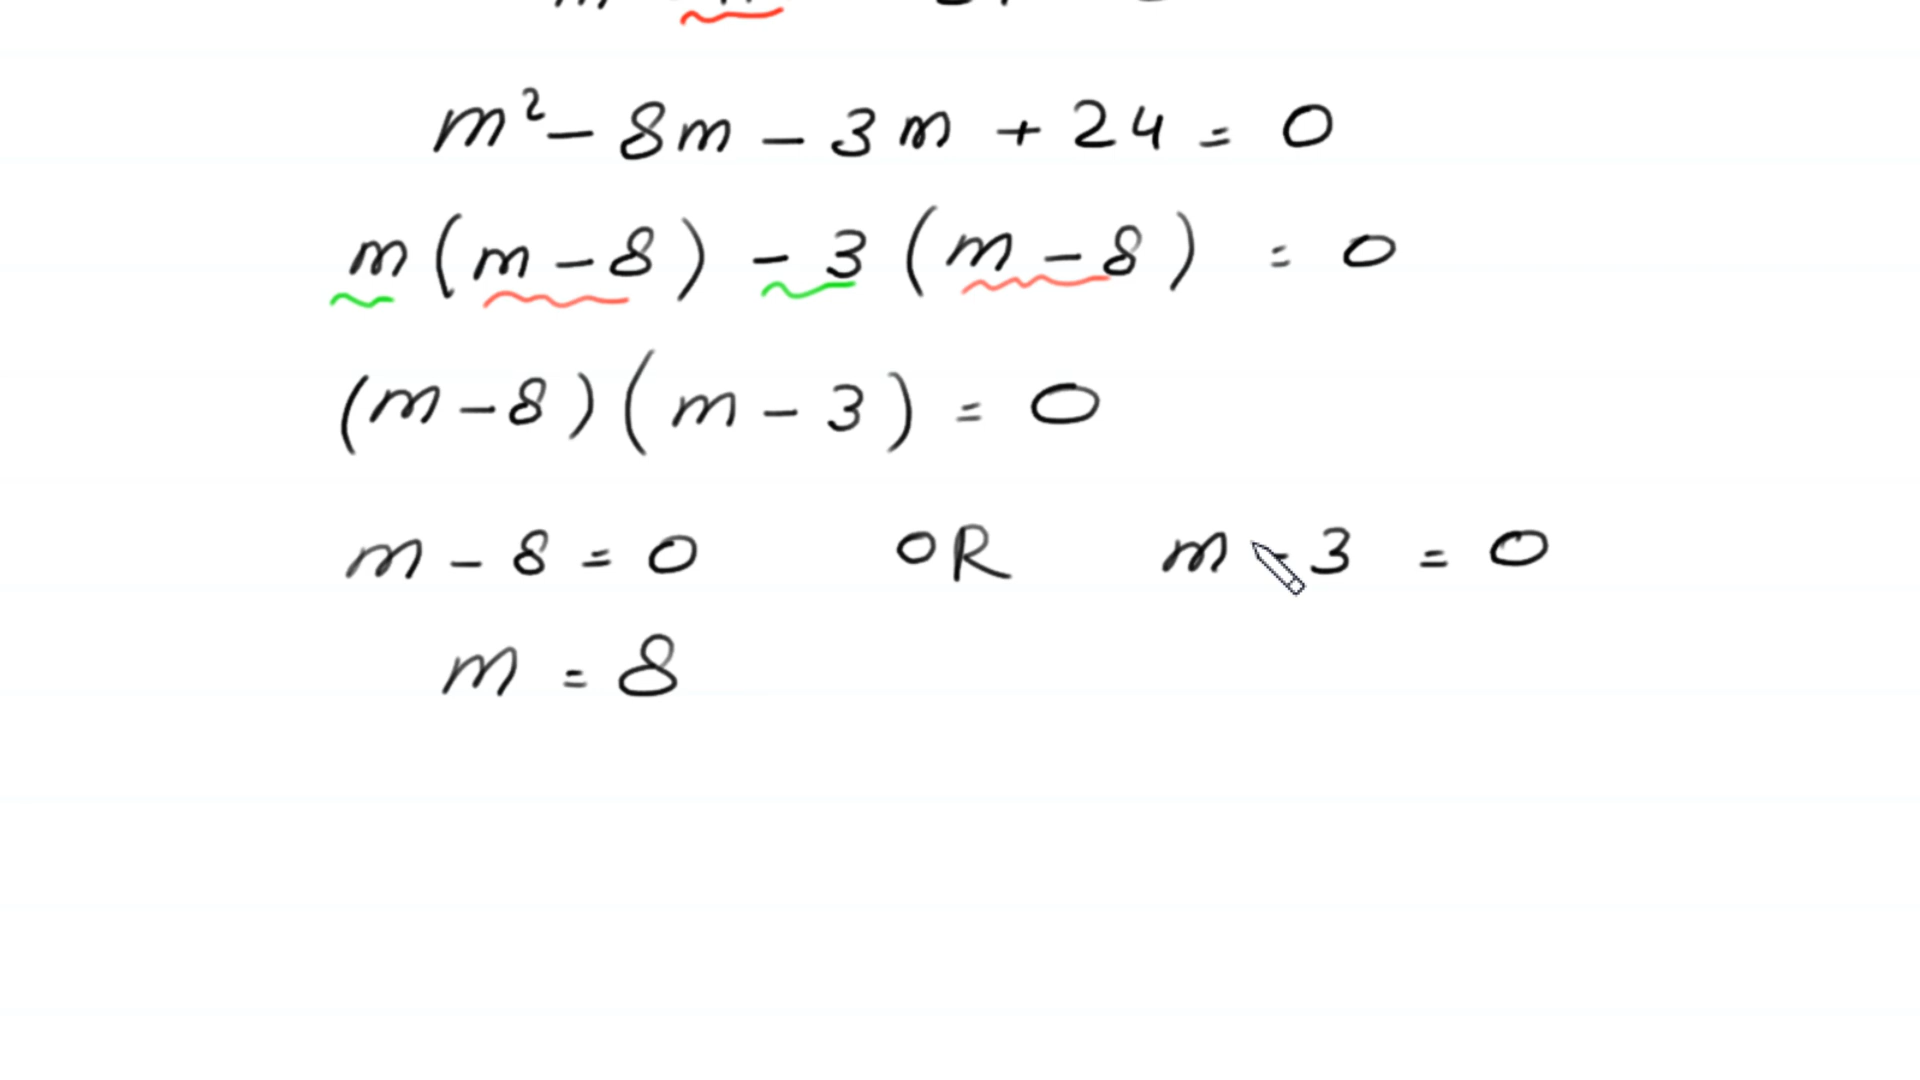 m² - 8m - 3m + 24 = 0
m(m-8) - 3(m-8) = 0
(m-8)(m-3) = 0
m - 8 = 0 OR m - 3 = 0
m = 8